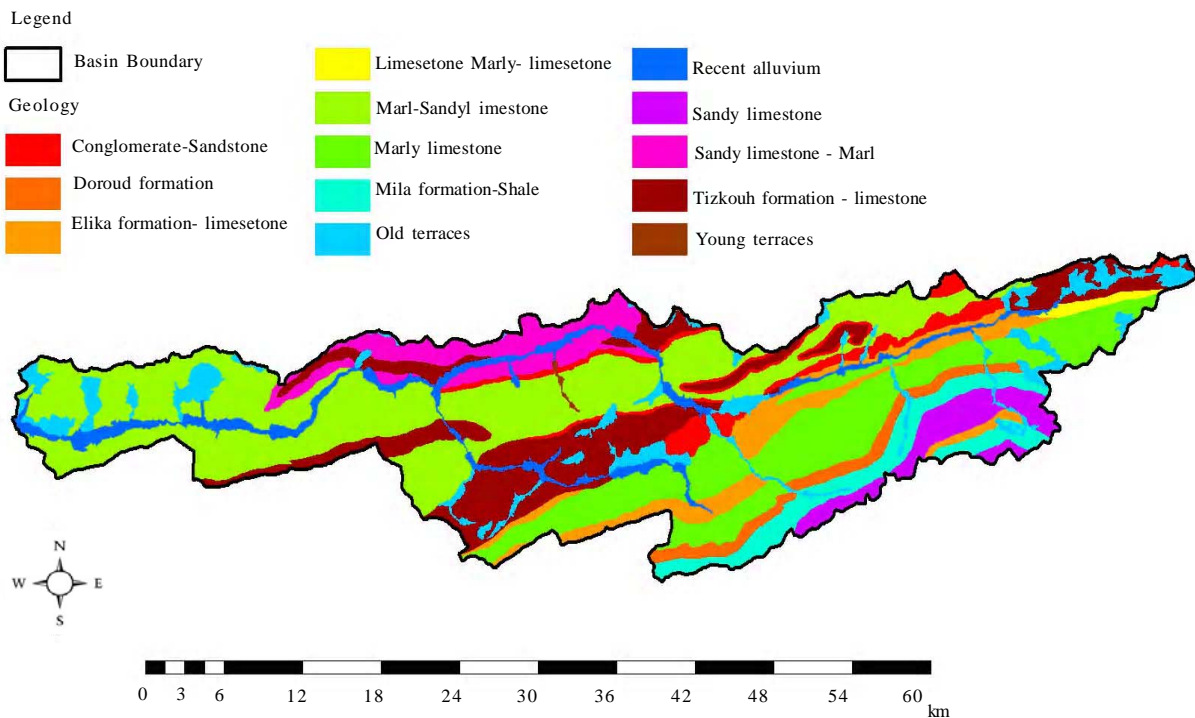 Legend
Basin Boundary
Geology
Conglomerate-Sandstone
Doroud formation
Elika formation- limesetone
Limesetone Marly- limesetone
Marl-Sandyl imestone
Marly limestone
Mila formation-Shale
Old terraces
Recent alluvium
Sandy limestone
Sandy limestone - Marl
Tizkouh formation - limestone
Young terraces
N
W E
S
0 3 6 12 18 24 30 36 42 48 54 60
km